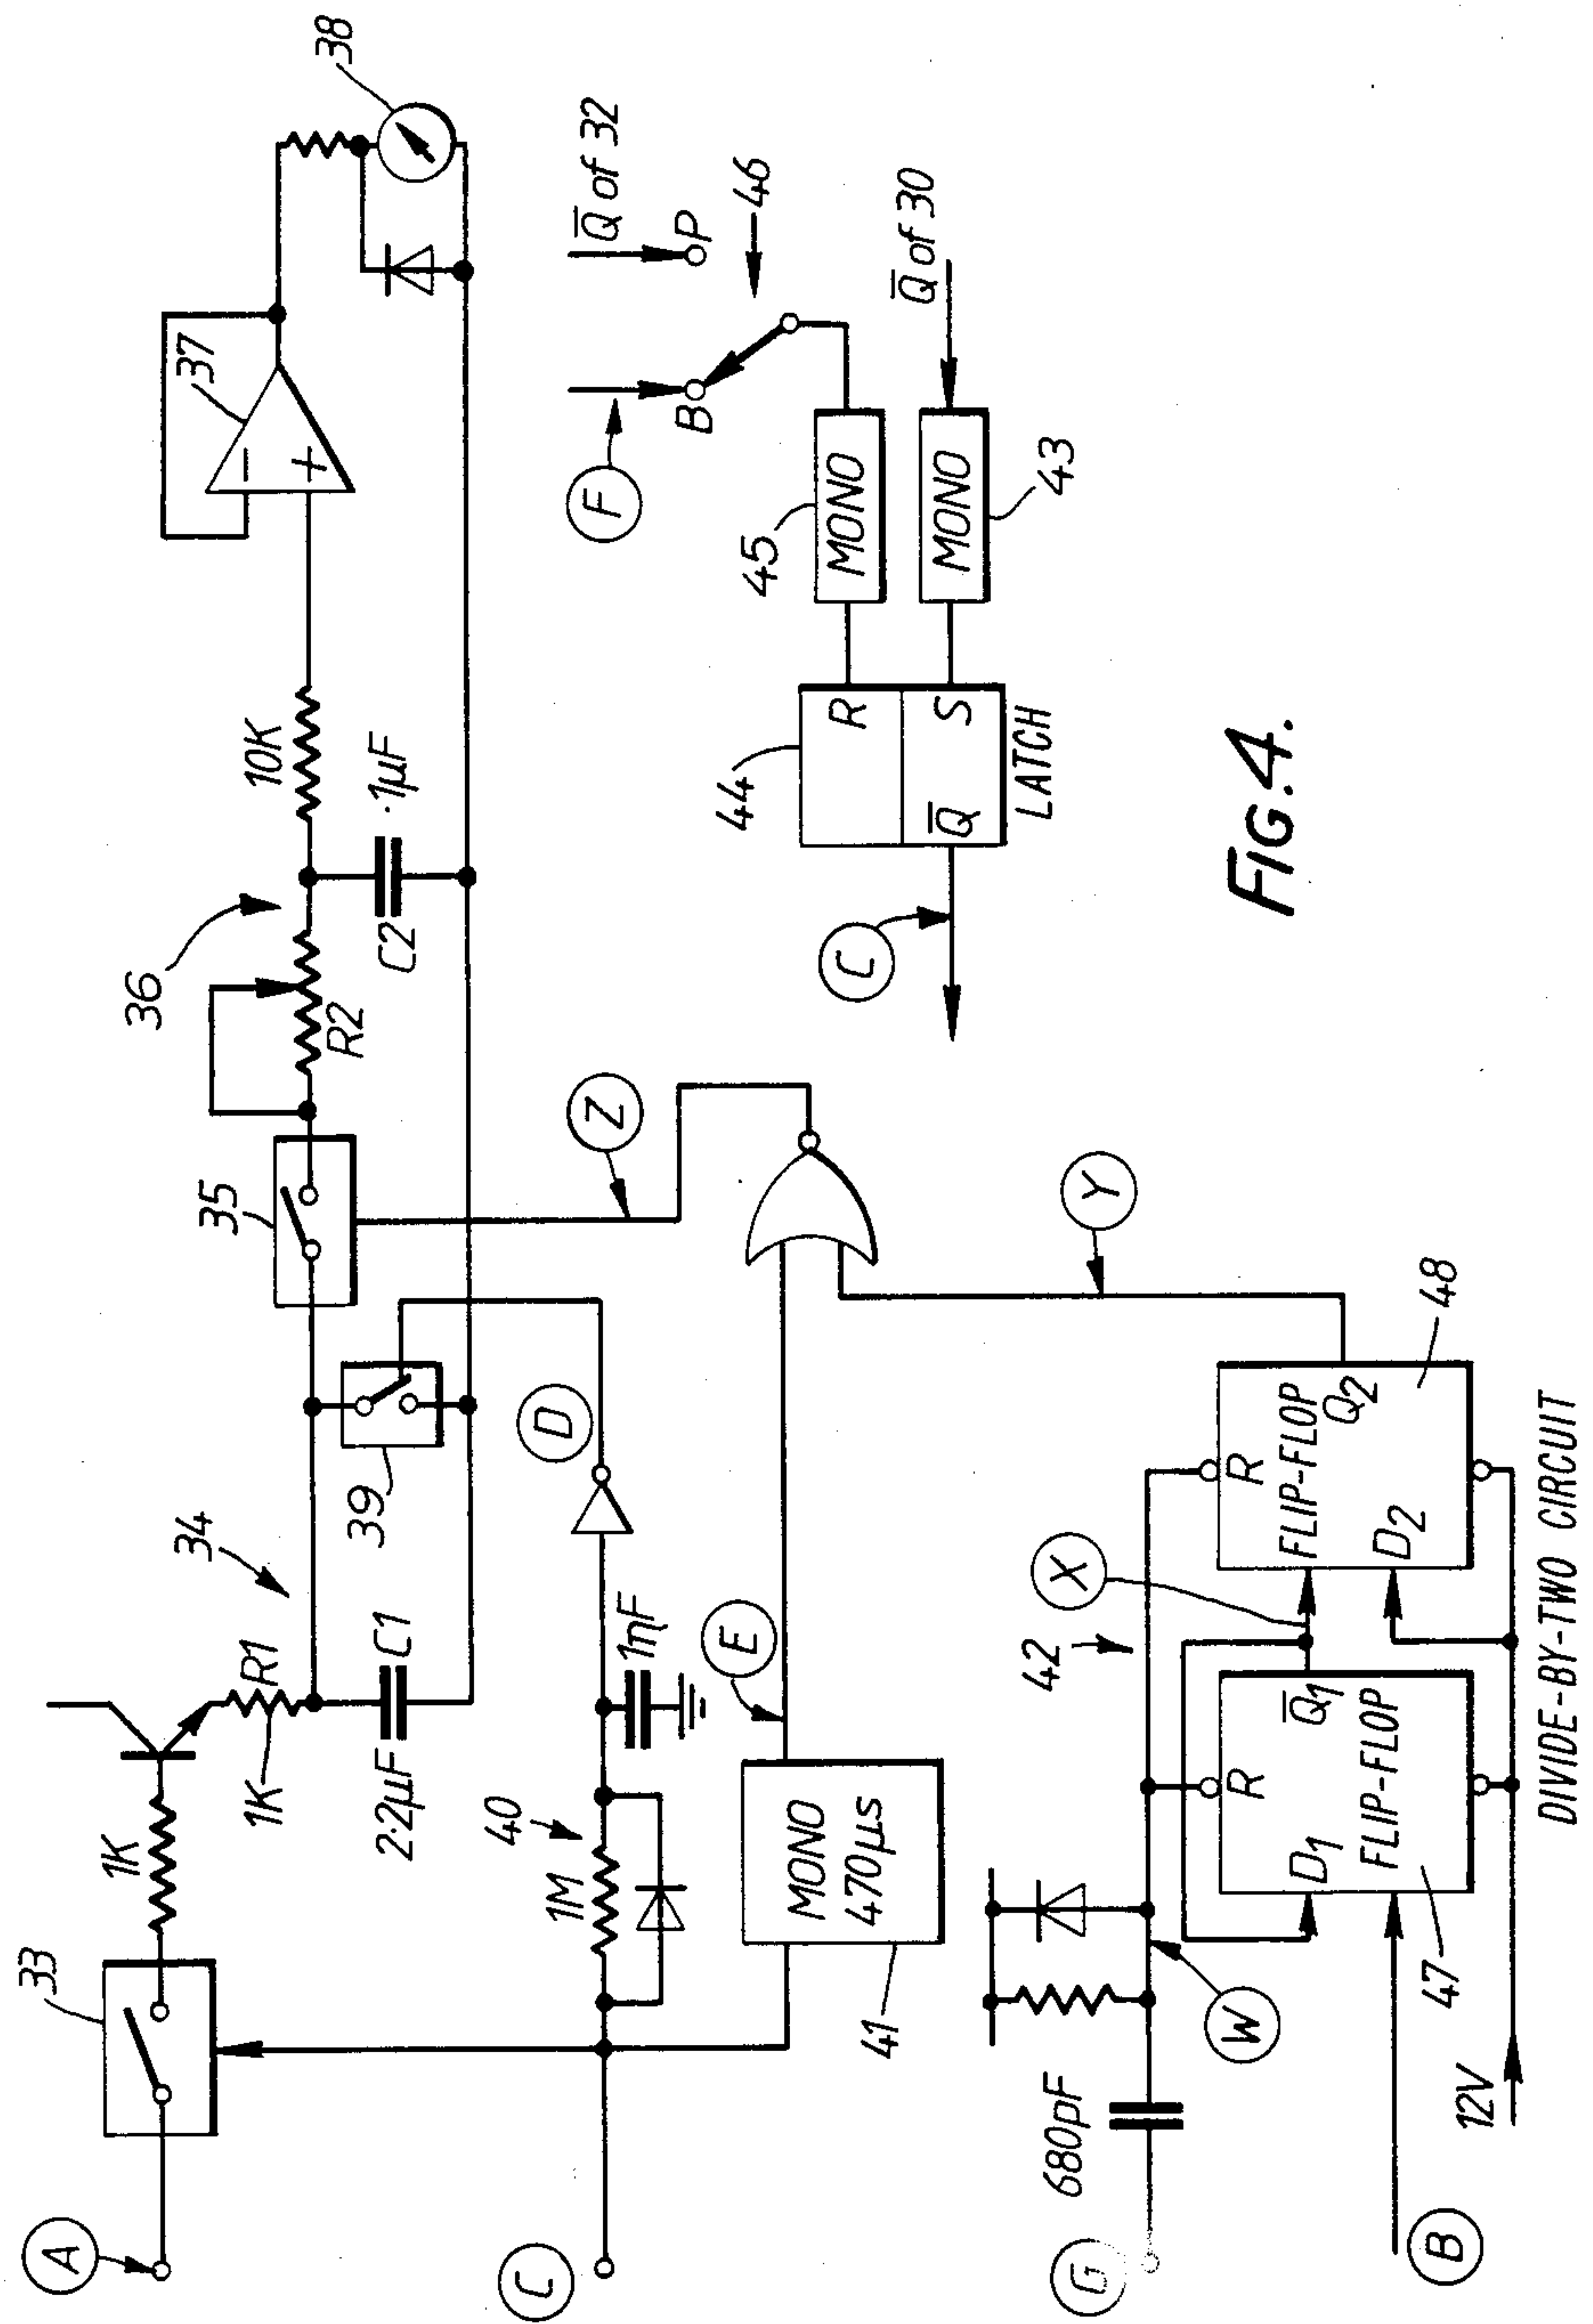 A
33
1K
34
1K
R1
2·2µF
C1
39
35
36
R2
10K
C2
·1µF
37
−
+
38
C
40
1M
1ηF
D
Z
E
MONO
470µs
41
F
B
P
Q̅ of 32
46
45
MONO
Q̅ of 30
MONO
43
44
R
Q̅
S
LATCH
C
G
680pF
W
42
X
Y
R
D1
Q̅1
FLIP-FLOP
47
R
FLIP-FLOP
Q2
D2
48
B
12V
DIVIDE-BY-TWO CIRCUIT
FIG.4.